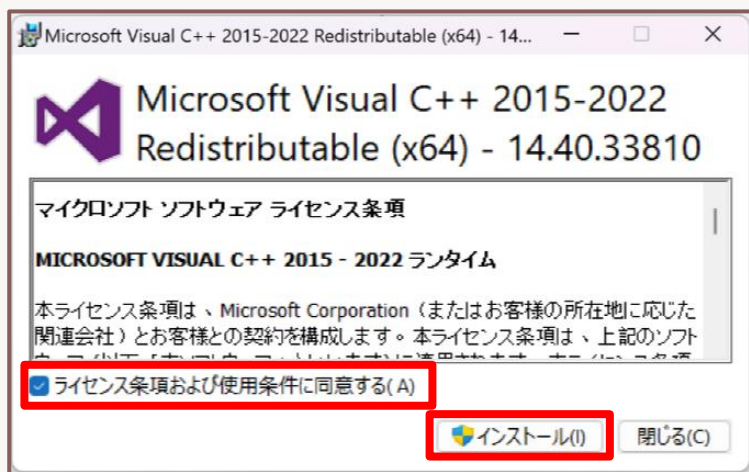 Microsoft Visual C++ 2015-2022 Redistributable (x64) - 14...
Microsoft Visual C++ 2015-2022
Redistributable (x64) - 14.40.33810
マイクロソフト ソフトウェア ライセンス条項
MICROSOFT VISUAL C++ 2015 - 2022 ランタイム
本ライセンス条項は、Microsoft Corporation（またはお客様の所在地に応じた
関連会社）とお客様との契約を構成します。本ライセンス条項は、上記のソフト
ライセンス条項および使用条件に同意する(A)
インストール(I)
閉じる(C)